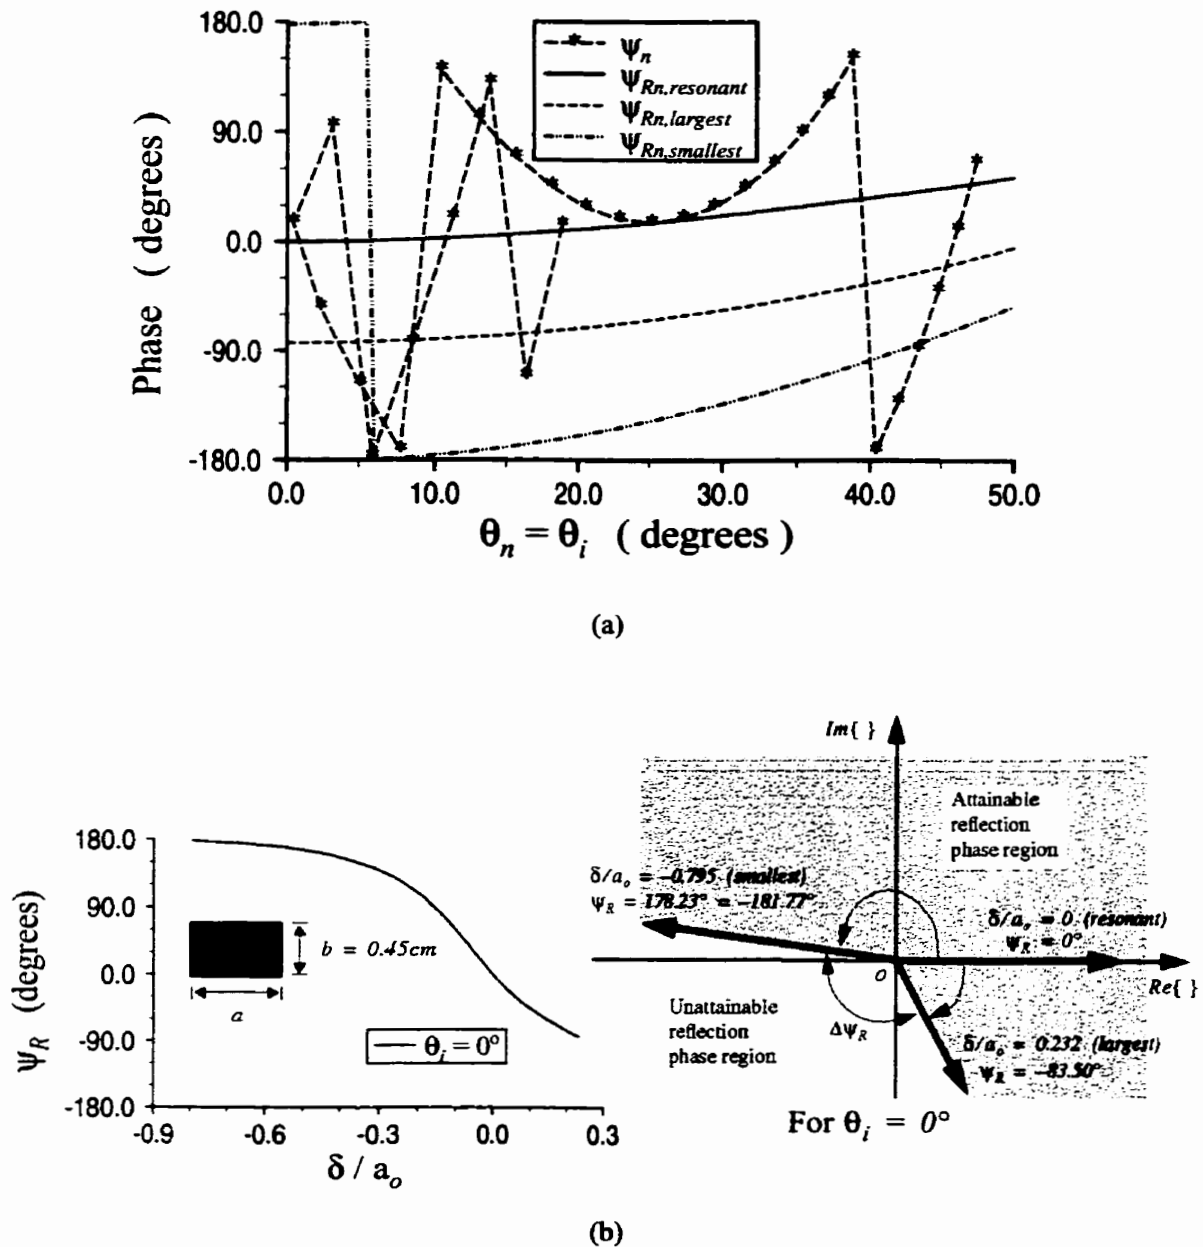 180.0
90.0
0.0
-90.0
-180.0
Phase ( degrees)
ψn
ψRn,resonant
ψRn,largest
ψRn,smallest
0.0 10.0 20.0 30.0 40.0 50.0
θn = θi ( degrees )
(a)
180.0
90.0
0.0
-90.0
-180.0
ψR (degrees)
b = 0.45cm
a
θi = 0°
-0.9 -0.6 -0.3 0.0 0.3
δ / ao
Im{ }
Attainable
reflection
phase region
δ/ao = -0.795 (smallest)
ψR = 178.23° = -181.77°
δ/ao = 0 (resonant)
ψR = 0°
o
Re{ }
Unattainable
reflection
phase region
ΔψR
δ/ao = 0.232 (largest)
ψR = -83.50°
For θi = 0°
(b)